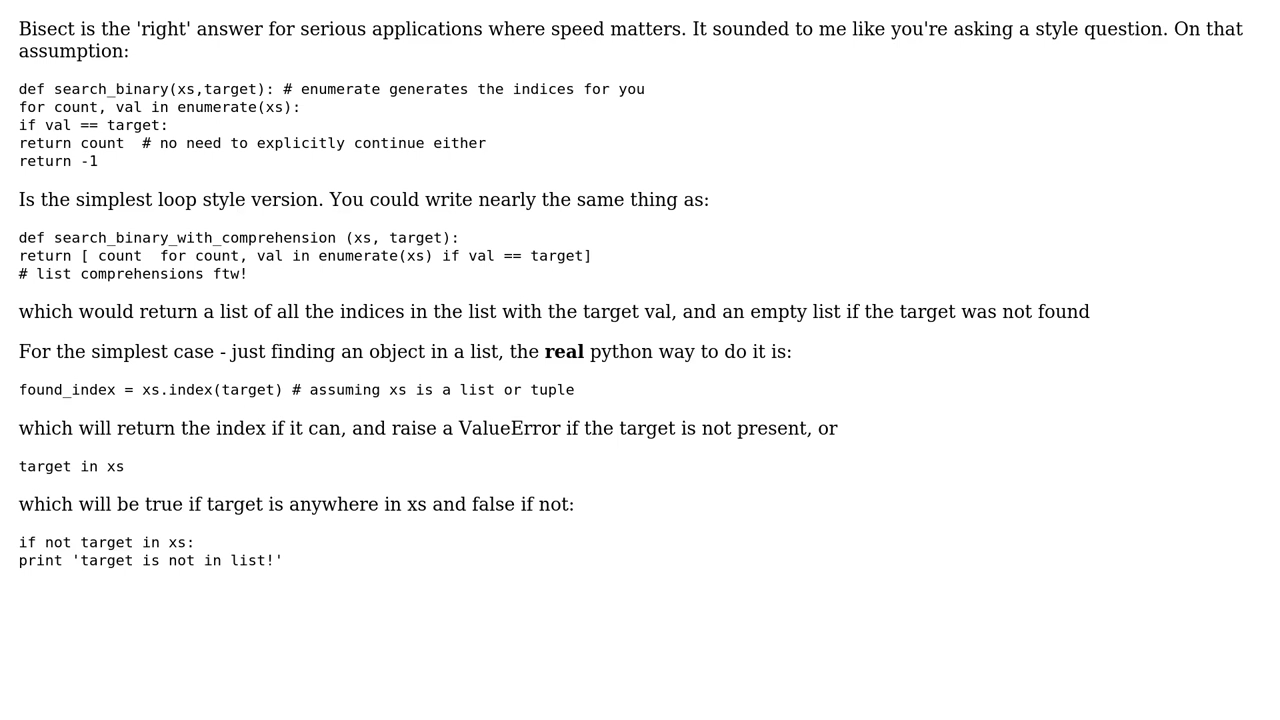 Bisect is the 'right' answer for serious applications where speed matters. It sounded to me like you're asking a style question. On that
assumption:
def search_binary(xs,target): # enumerate generates the indices for you
for count, val in enumerate(xs):
if val == target:
return count  # no need to explicitly continue either
return -1
Is the simplest loop style version. You could write nearly the same thing as:
def search_binary_with_comprehension (xs, target):
return [ count  for count, val in enumerate(xs) if val == target]
# list comprehensions ftw!
which would return a list of all the indices in the list with the target val, and an empty list if the target was not found
For the simplest case - just finding an object in a list, the real python way to do it is:
found_index = xs.index(target) # assuming xs is a list or tuple
which will return the index if it can, and raise a ValueError if the target is not present, or
target in xs
which will be true if target is anywhere in xs and false if not:
if not target in xs:
print 'target is not in list!'